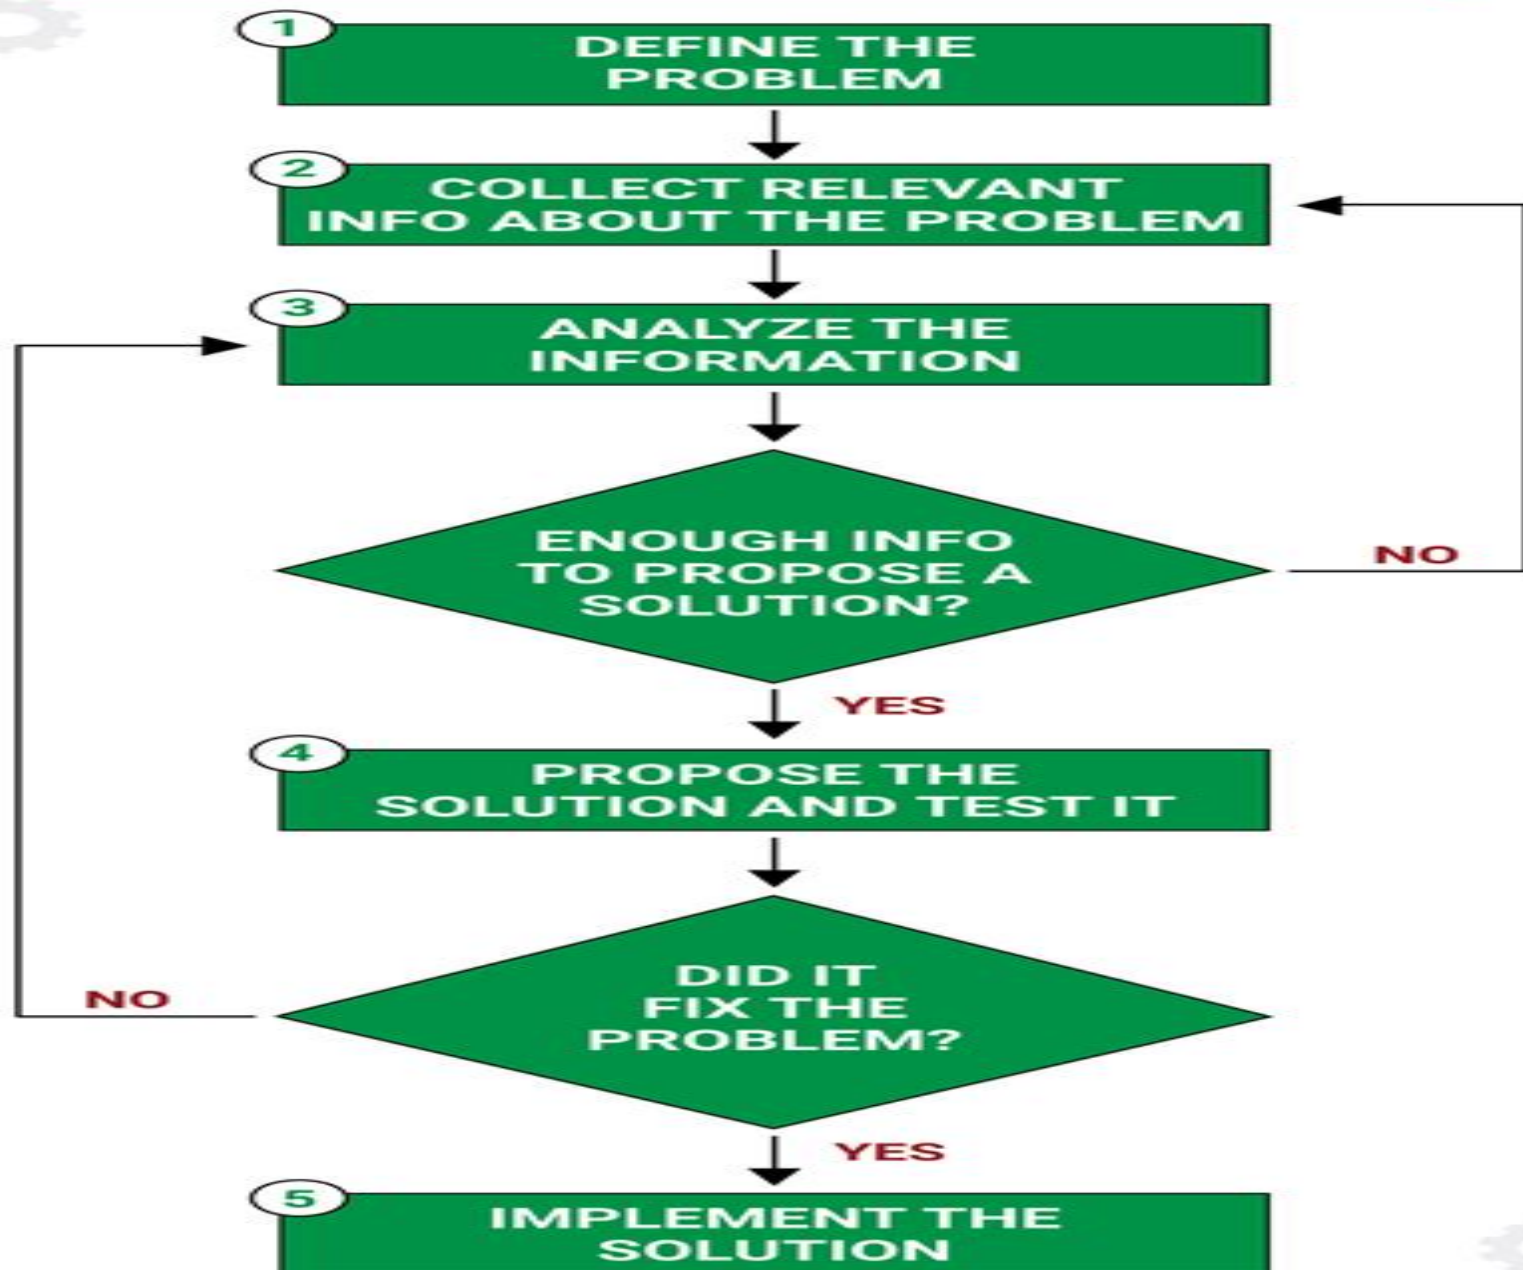 1
DEFINE THE
PROBLEM
2
COLLECT RELEVANT
INFO ABOUT THE PROBLEM
3
ANALYZE THE
INFORMATION
ENOUGH INFO
TO PROPOSE A
SOLUTION?
NO
YES
4
PROPOSE THE
SOLUTION AND TEST IT
DID IT
FIX THE
PROBLEM?
NO
YES
5
IMPLEMENT THE
SOLUTION